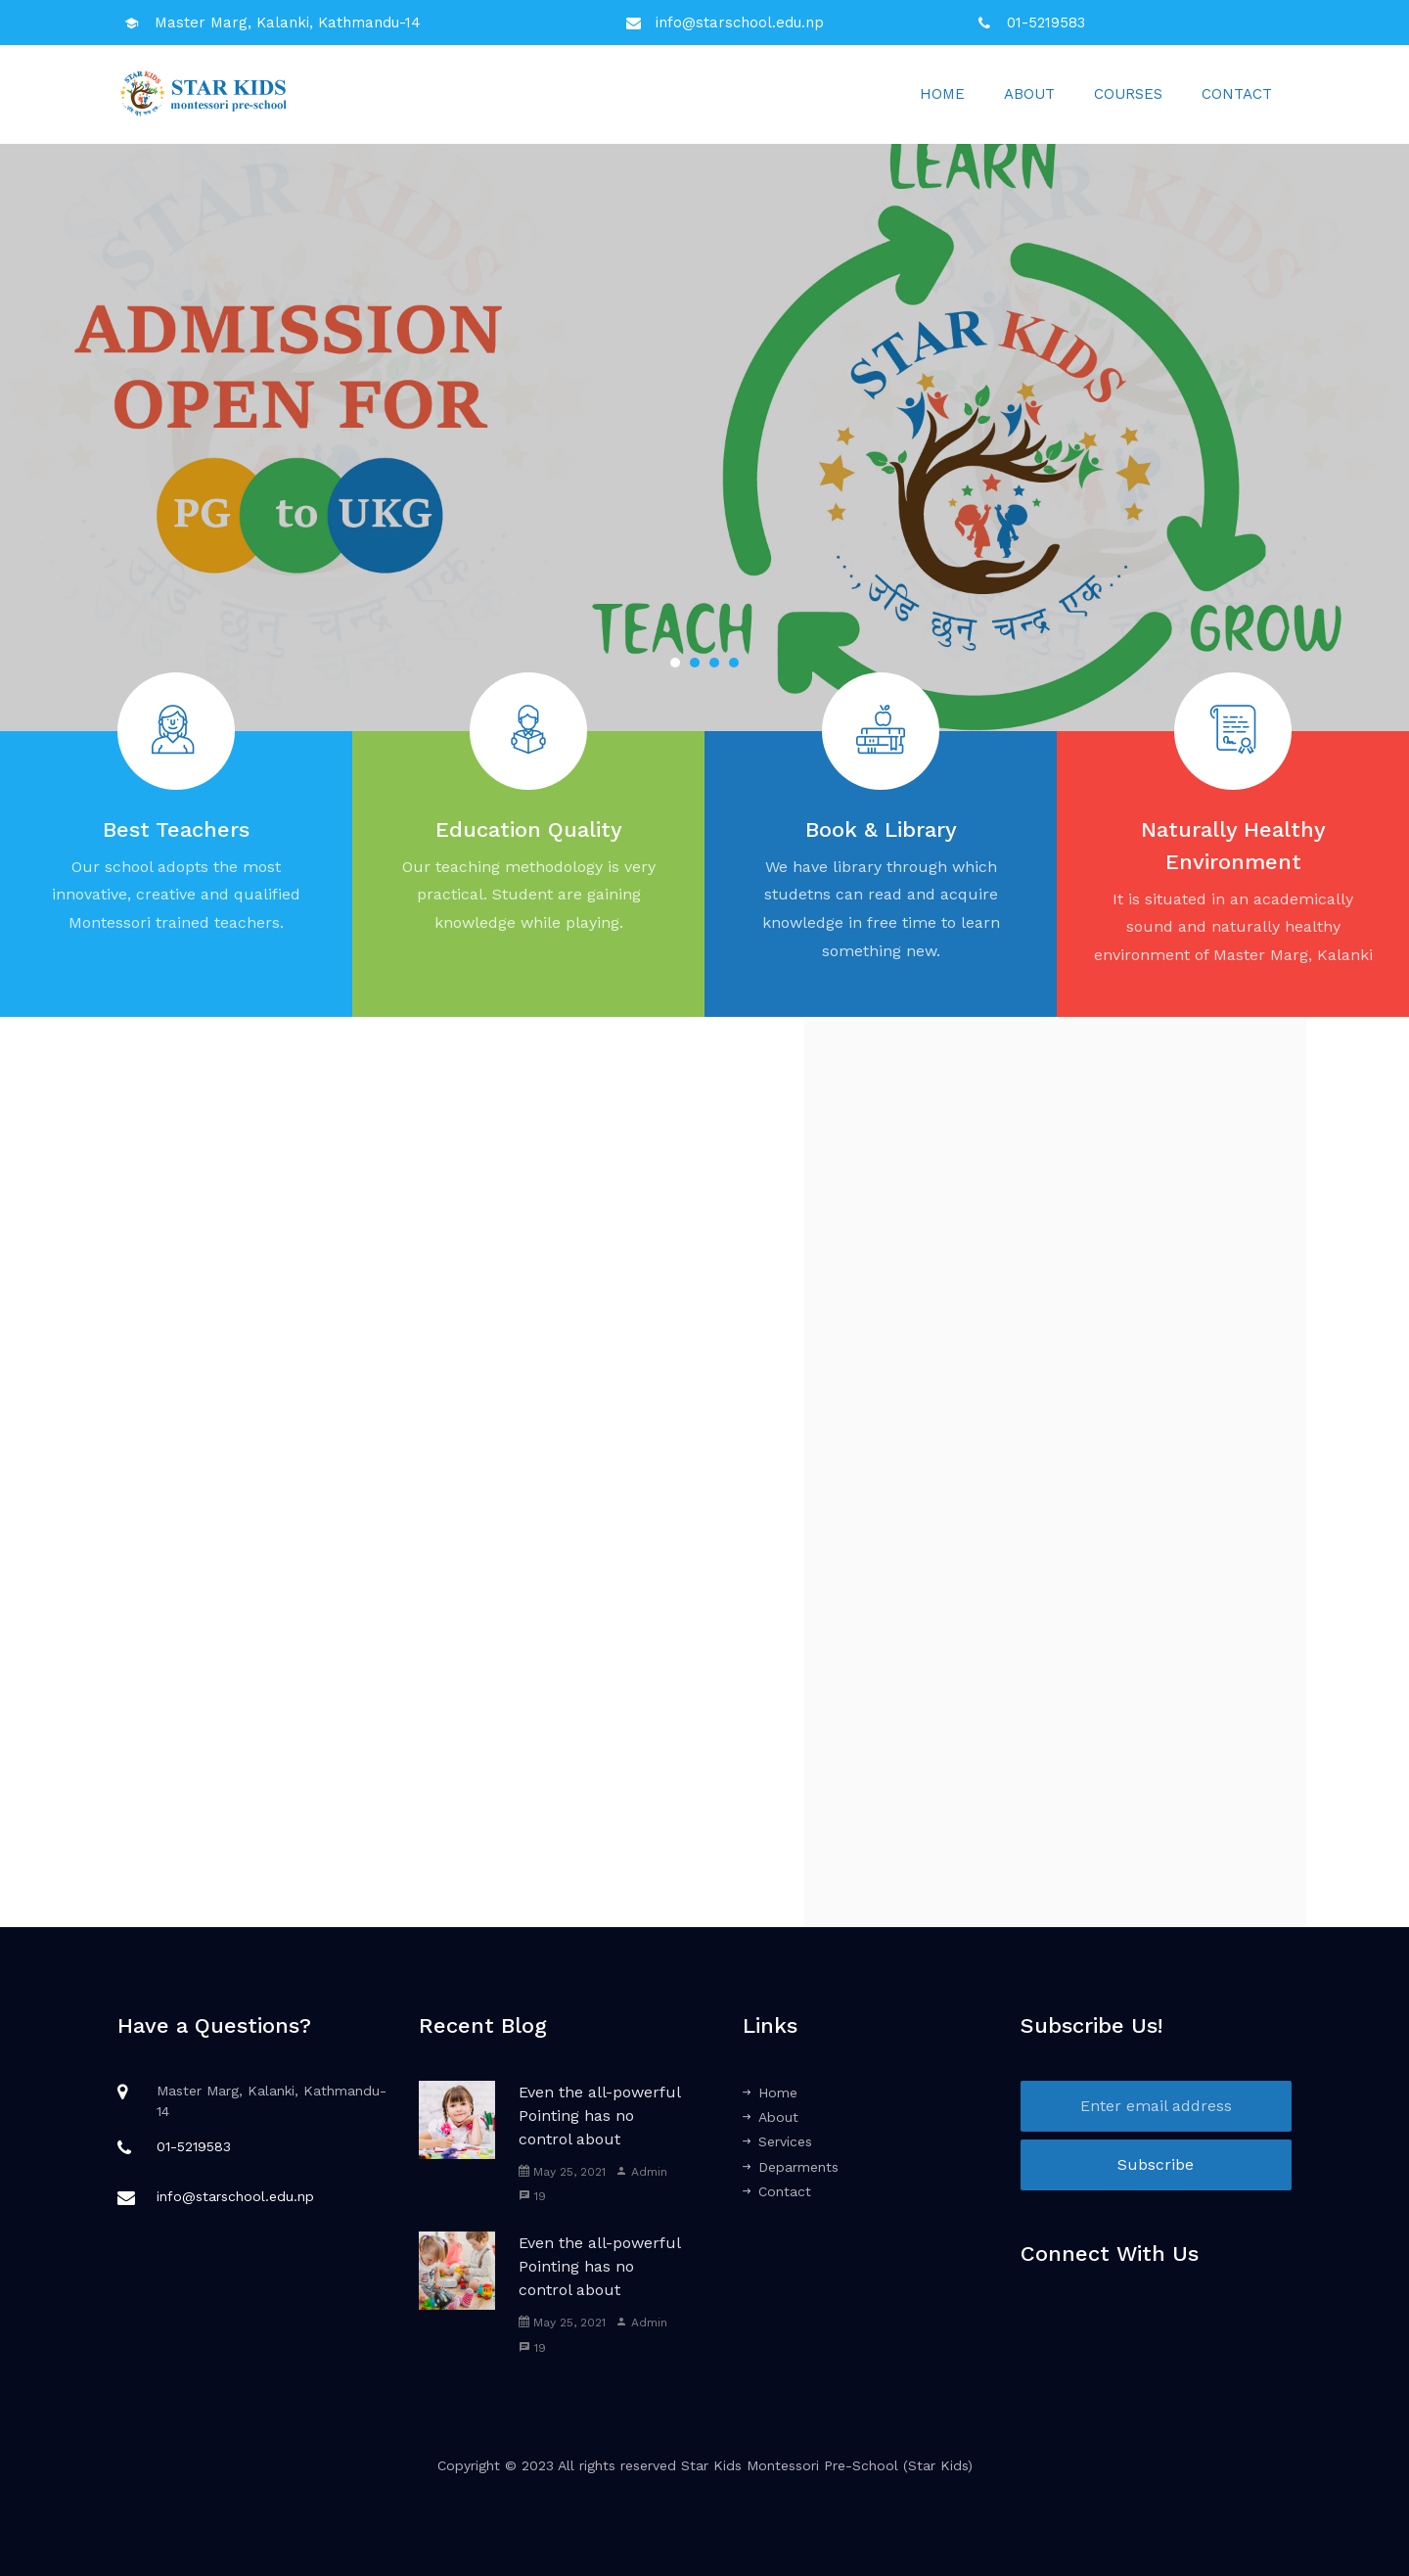 Master Marg, Kalanki, Kathmandu-14
info@starschool.edu.np
01-5219583
STAR KIDS
montessori pre-school
HOME
ABOUT
COURSES
CONTACT
ADMISSION
OPEN FOR
PG to UKG
LEARN
STAR KIDS
...उडि छुनु चन्द्र एक...
TEACH
GROW
Best Teachers
Our school adopts the most
innovative, creative and qualified
Montessori trained teachers.
Education Quality
Our teaching methodology is very
practical. Student are gaining
knowledge while playing.
Book & Library
We have library through which
studetns can read and acquire
knowledge in free time to learn
something new.
Naturally Healthy
Environment
It is situated in an academically
sound and naturally healthy
environment of Master Marg, Kalanki
Have a Questions?
Master Marg, Kalanki, Kathmandu-
14
01-5219583
info@starschool.edu.np
Recent Blog
Even the all-powerful
Pointing has no
control about
May 25, 2021 Admin
19
Even the all-powerful
Pointing has no
control about
May 25, 2021 Admin
19
Links
Home
About
Services
Deparments
Contact
Subscribe Us!
Enter email address
Subscribe
Connect With Us
Copyright © 2023 All rights reserved Star Kids Montessori Pre-School (Star Kids)